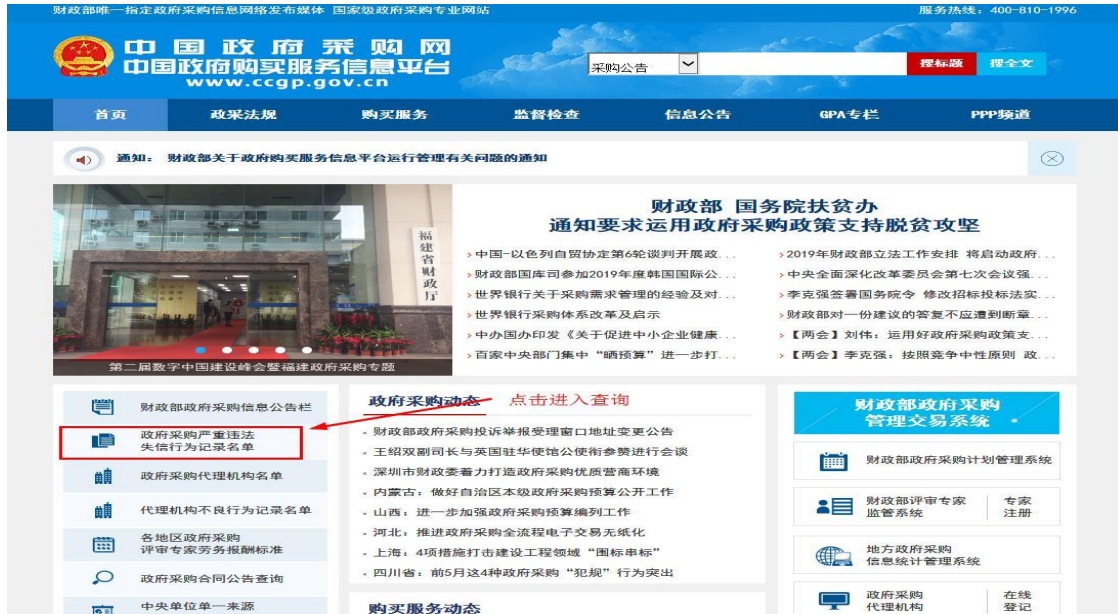 财政部唯一指定政府采购信息网络发布媒体 国家级政府采购专业网站
服务热线：400-810-1996
中国政府采购网
中国政府购买服务信息平台
www.ccgp.gov.cn
采购公告
搜标题
搜全文
首页
政采法规
购买服务
监督检查
信息公告
GPA专栏
PPP频道
通知： 财政部关于政府购买服务信息平台运行管理有关问题的通知
福建省财政厅
第二届数字中国建设峰会暨福建政府采购专题
财政部 国务院扶贫办
通知要求运用政府采购政策支持脱贫攻坚
中国-以色列自贸协定第6轮谈判开展政...
财政部国库司参加2019年度韩国国际公...
世界银行关于采购需求管理的经验及对...
世界银行采购体系改革及启示
中办国办印发《关于促进中小企业健康...
百家中央部门集中“晒预算”进一步打...
2019年财政部立法工作安排 将启动政府...
中央全面深化改革委员会第七次会议强...
李克强签署国务院令 修改招标投标法实...
财政部对一份建议的答复不应遭到断章...
【两会】刘伟：运用好政府采购政策支...
【两会】李克强：按照竞争中性原则 政...
财政部政府采购信息公告栏
政府采购严重违法
失信行为记录名单
政府采购代理机构名单
代理机构不良行为记录名单
各地区政府采购
评审专家劳务报酬标准
政府采购合同公告查询
中央单位单一来源
政府采购动态
点击进入查询
财政部政府采购投诉举报受理窗口地址变更公告
王绍双副司长与英国驻华使馆公使衔参赞进行会谈
深圳市财政委着力打造政府采购优质营商环境
内蒙古：做好自治区本级政府采购预算公开工作
山西：进一步加强政府采购预算编列工作
河北：推进政府采购全流程电子交易无纸化
上海：4项措施打击建设工程领域“围标串标”
四川省：前5月这4种政府采购“犯规”行为突出
购买服务动态
财政部政府采购
管理交易系统
财政部政府采购计划管理系统
财政部评审专家
监管系统
专家
注册
地方政府采购
信息统计管理系统
政府采购
代理机构
在线
登记